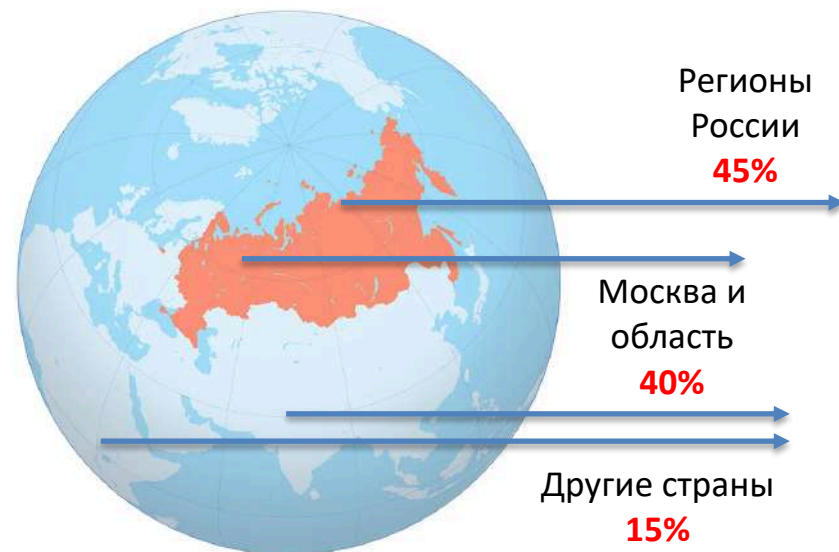 Регионы
России
45%
Москва и
область
40%
Другие страны
15%